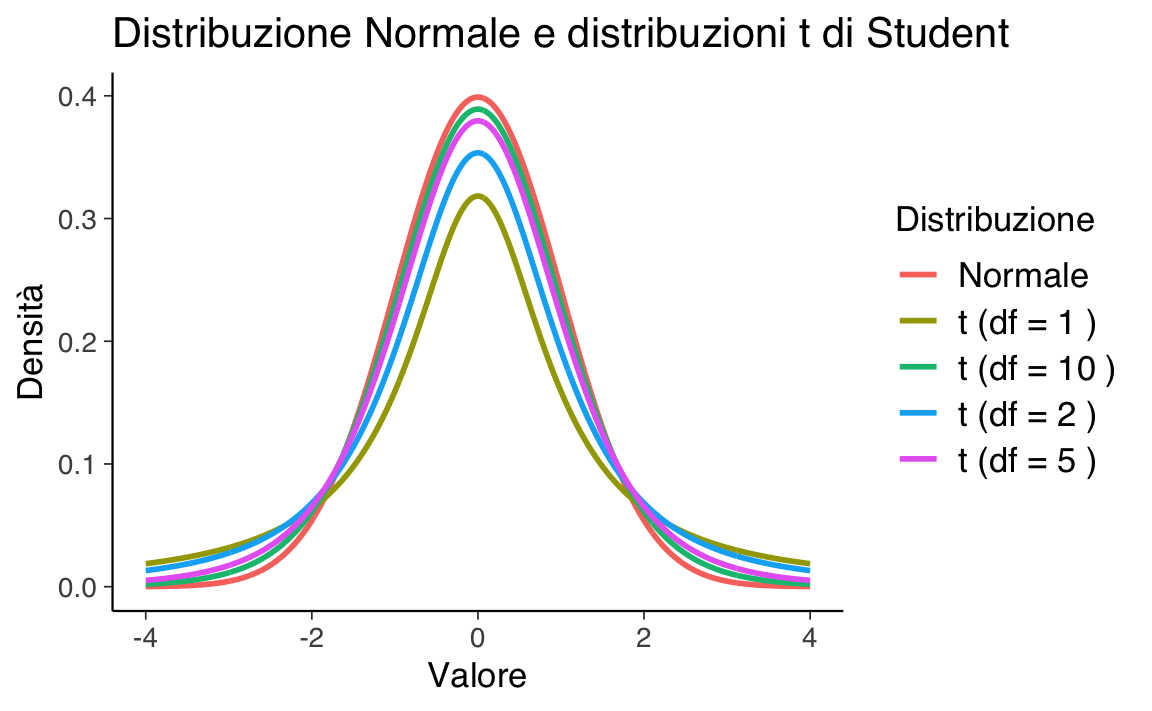 Distribuzione Normale e distribuzioni t di Student
Densità
0.4
0.3
0.2
0.1
0.0
-4
-2
0
2
4
Valore
Distribuzione
Normale
t (df = 1 )
t (df = 10 )
t (df = 2 )
t (df = 5 )